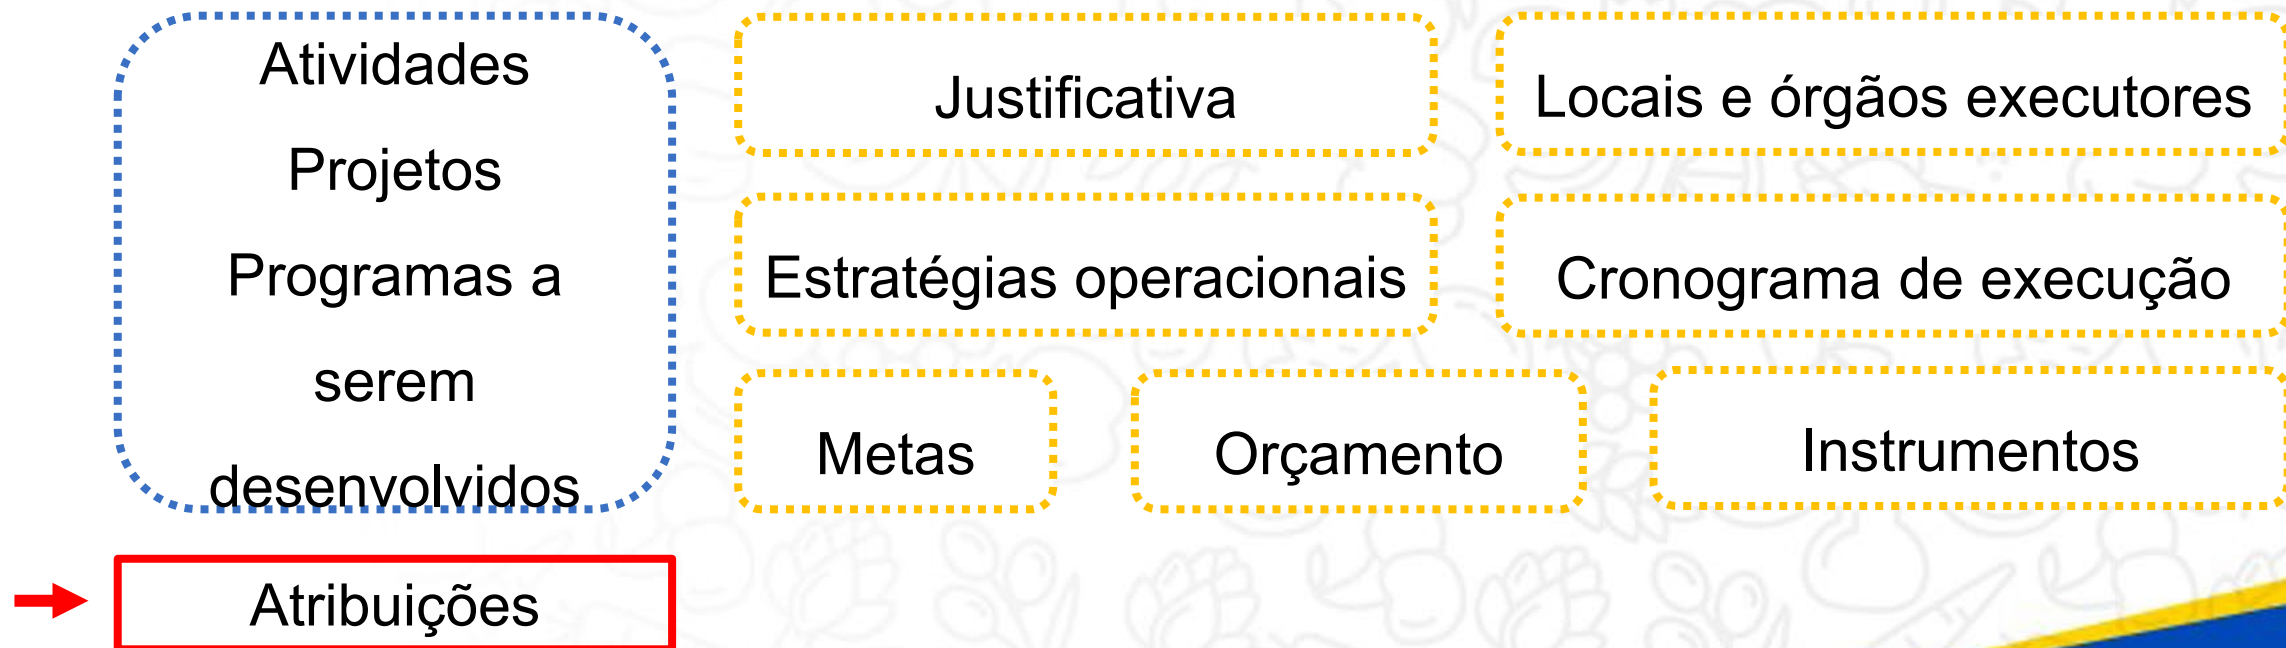 Atividades
Projetos
Programas a
serem
desenvolvidos
Justificativa
Locais e órgãos executores
Estratégias operacionais
Cronograma de execução
Metas
Orçamento
Instrumentos
Atribuições